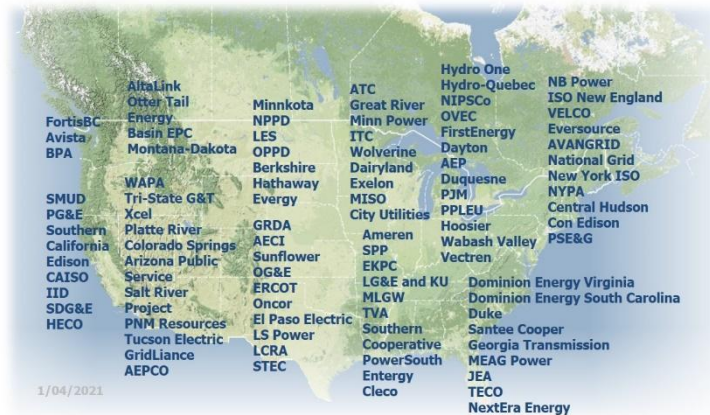 FortisBC
Avista
BPA
SMUD
PG&E
Southern
California
Edison
CAISO
IID
SDG&E
HECO
AltaLink
Otter Tail
Energy
Basin EPC
Montana-Dakota
WAPA
Tri-State G&T
Xcel
Platte River
Colorado Springs
Arizona Public
Service
Salt River
Project
PNM Resources
Tucson Electric
GridLiance
AEPCO
Minnkota
NPPD
LES
OPPD
Berkshire
Hathaway
Evergy
GRDA
AECI
Sunflower
OG&E
ERCOT
Oncor
El Paso Electric
LS Power
LCRA
STEC
ATC
Great River
Minn Power
ITC
Wolverine
Dairyland
Exelon
MISO
City Utilities
Ameren
SPP
EKPC
LG&E and KU
MLGW
TVA
Southern
Cooperative
PowerSouth
Entergy
Cleco
Hydro One
Hydro-Quebec
NIPSCo
OVEC
FirstEnergy
Dayton
AEP
Duquesne
PJM
PPLEU
Hoosier
Wabash Valley
Vectren
Dominion Energy Virginia
Dominion Energy South Carolina
Duke
Santee Cooper
Georgia Transmission
MEAG Power
JEA
TECO
NextEra Energy
NB Power
ISO New England
VELCO
Eversource
AVANGRID
National Grid
New York ISO
NYPA
Central Hudson
Con Edison
PSE&G
1/04/2021